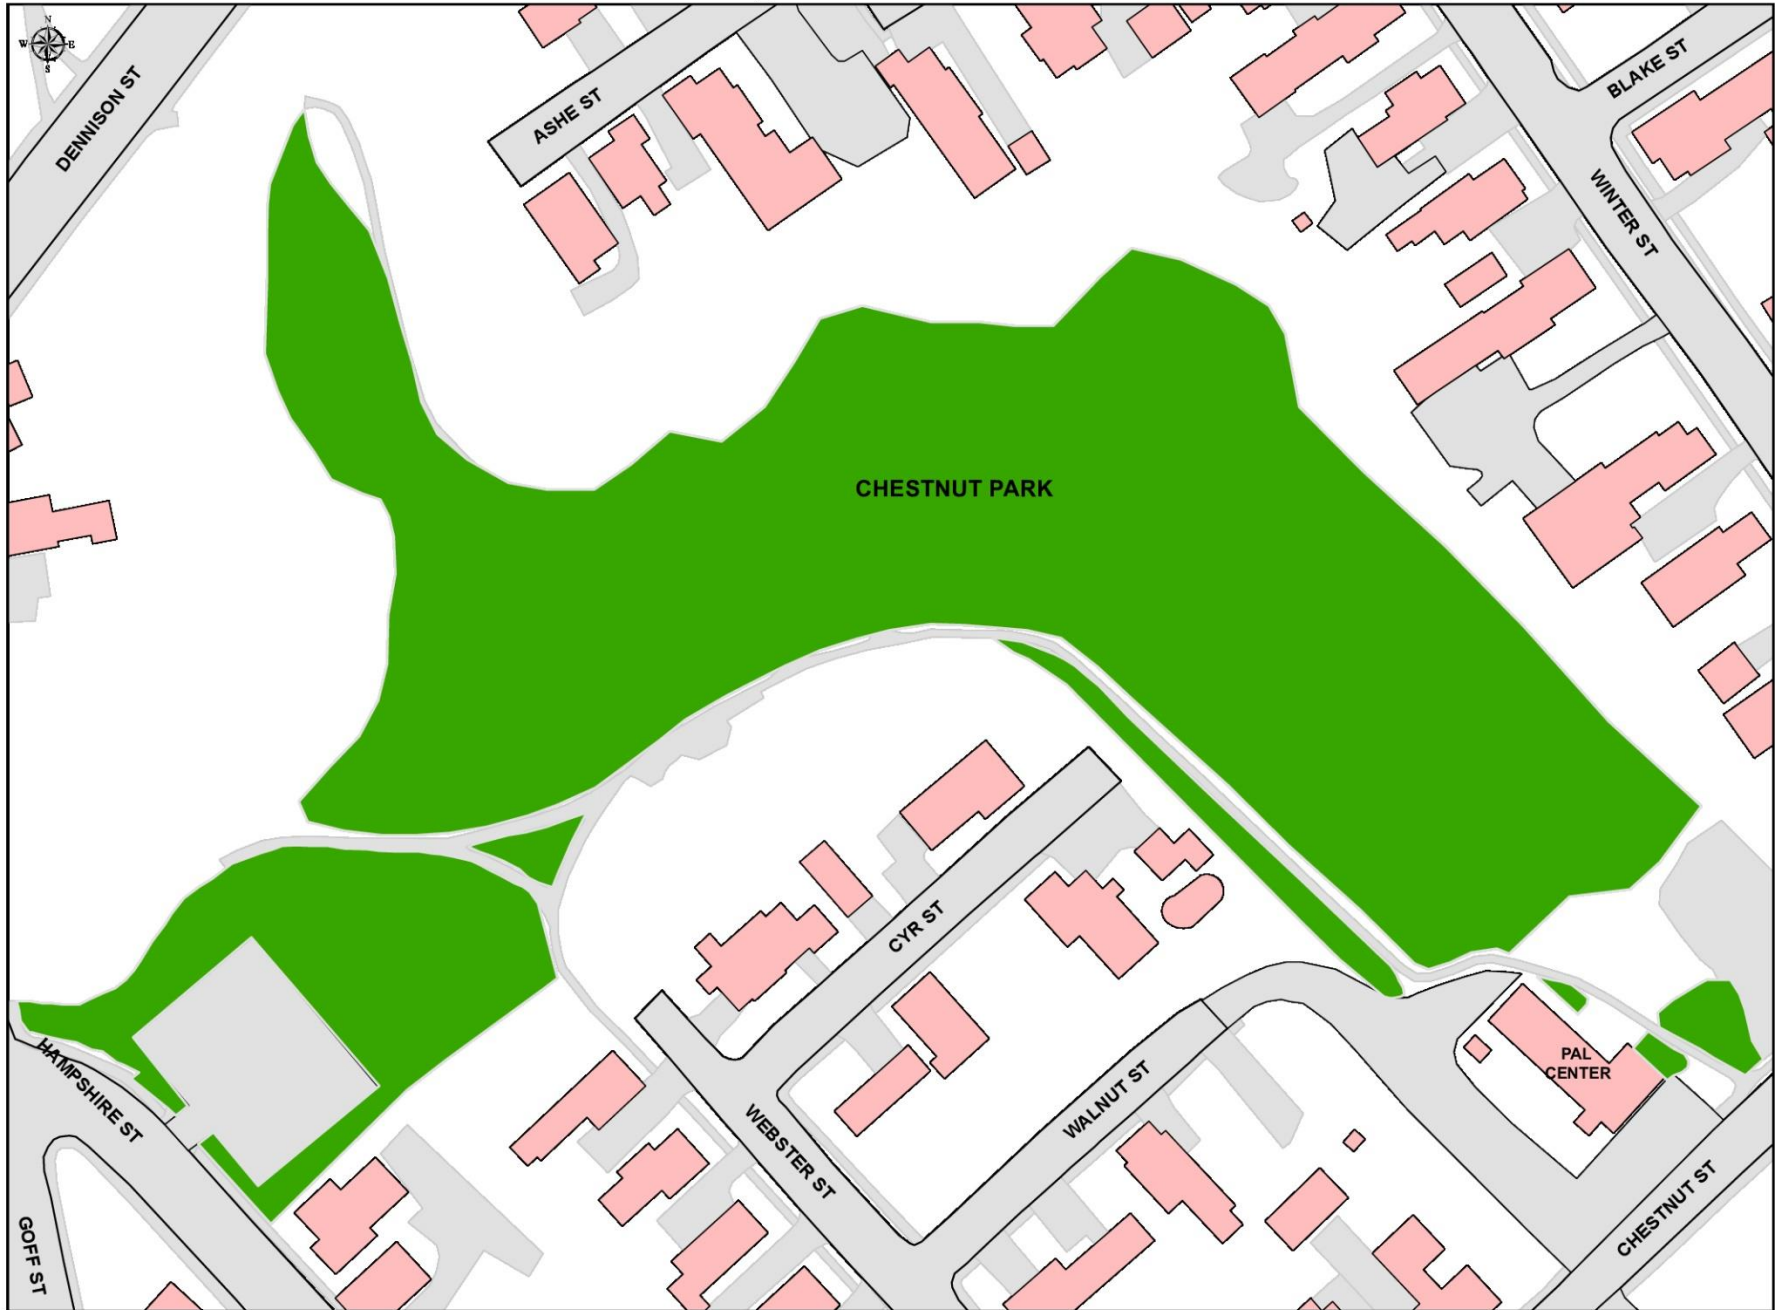 N
W E
S
DENNISON ST
ASHE ST
BLAKE ST
WINTER ST
CHESTNUT PARK
CYR ST
HAMPSHIRE ST
GOFF ST
WEBSTER ST
WALNUT ST
PAL
CENTER
CHESTNUT ST